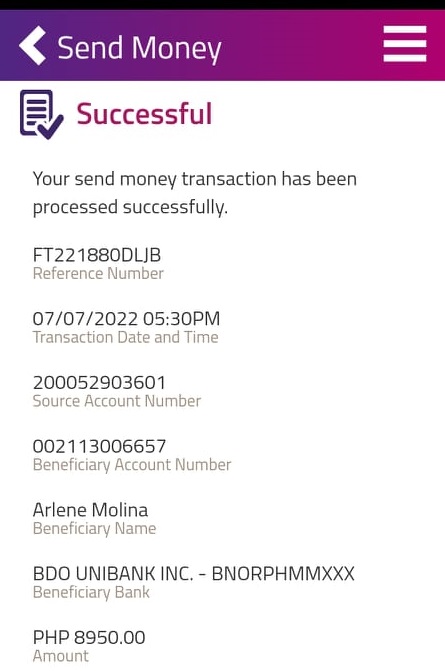 Send Money
Successful
Your send money transaction has been
processed successfully.
FT221880DLJB
Reference Number
07/07/2022 05:30PM
Transaction Date and Time
200052903601
Source Account Number
002113006657
Beneficiary Account Number
Arlene Molina
Beneficiary Name
BDO UNIBANK INC. - BNORPHMMXXX
Beneficiary Bank
PHP 8950.00
Amount